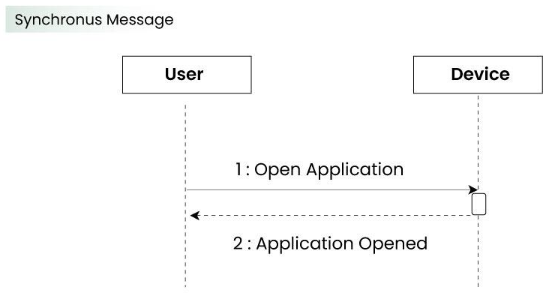 Synchronus Message
User
Device
1 : Open Application
2 : Application Opened